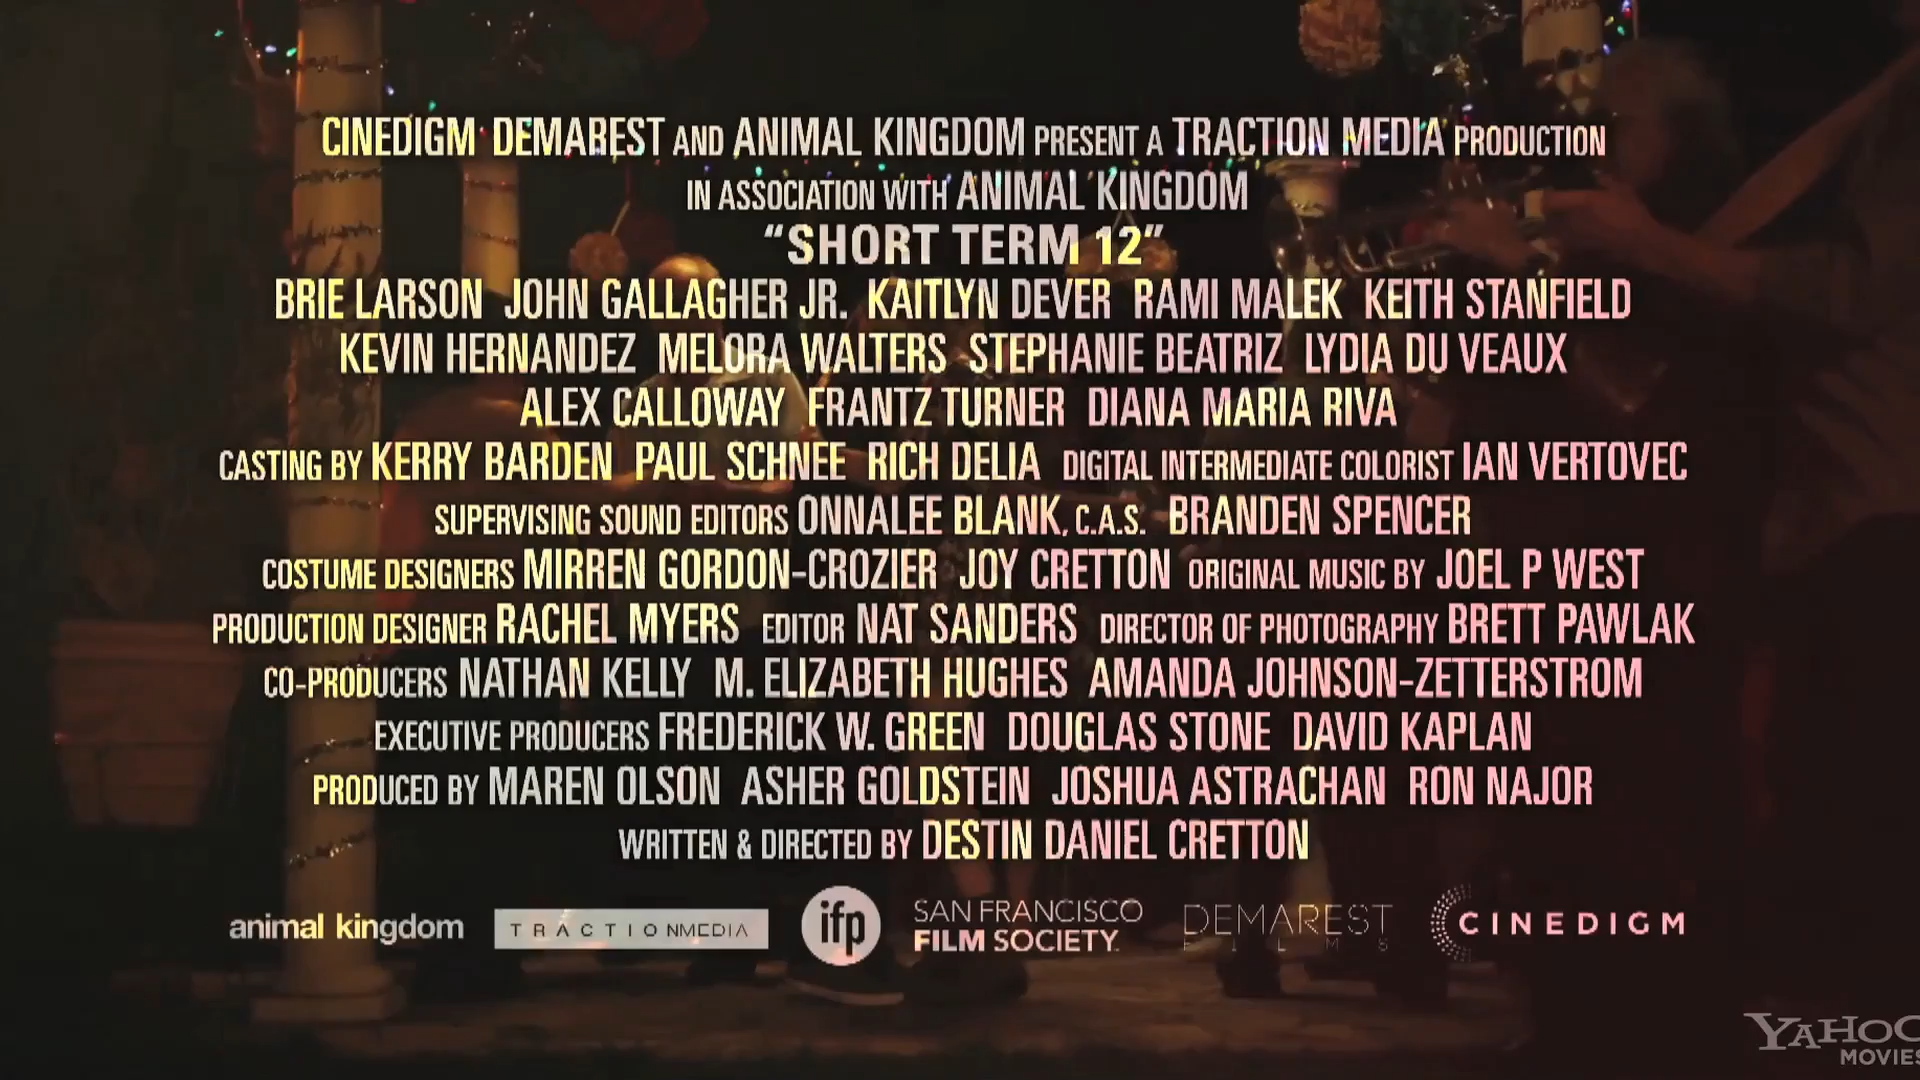 CINEDIGM DEMAREST AND ANIMAL KINGDOM PRESENT A TRACTION MEDIA PRODUCTION
IN ASSOCIATION WITH ANIMAL KINGDOM
“SHORT TERM 12”
BRIE LARSON JOHN GALLAGHER JR. KAITLYN DEVER RAMI MALEK KEITH STANFIELD
KEVIN HERNANDEZ MELORA WALTERS STEPHANIE BEATRIZ LYDIA DU VEAUX
ALEX CALLOWAY FRANTZ TURNER DIANA MARIA RIVA
CASTING BY KERRY BARDEN PAUL SCHNEE RICH DELIA DIGITAL INTERMEDIATE COLORIST IAN VERTOVEC
SUPERVISING SOUND EDITORS ONNALEE BLANK, C.A.S. BRANDEN SPENCER
COSTUME DESIGNERS MIRREN GORDON-CROZIER JOY CRETTON ORIGINAL MUSIC BY JOEL P WEST
PRODUCTION DESIGNER RACHEL MYERS EDITOR NAT SANDERS DIRECTOR OF PHOTOGRAPHY BRETT PAWLAK
CO-PRODUCERS NATHAN KELLY M. ELIZABETH HUGHES AMANDA JOHNSON-ZETTERSTROM
EXECUTIVE PRODUCERS FREDERICK W. GREEN DOUGLAS STONE DAVID KAPLAN
PRODUCED BY MAREN OLSON ASHER GOLDSTEIN JOSHUA ASTRACHAN RON NAJOR
WRITTEN & DIRECTED BY DESTIN DANIEL CRETTON
animal kingdom
TRACTIONMEDIA
ifp
SAN FRANCISCO
FILM SOCIETY
DEMAREST
FILMS
CINEDIGM
YAHOO
MOVIES